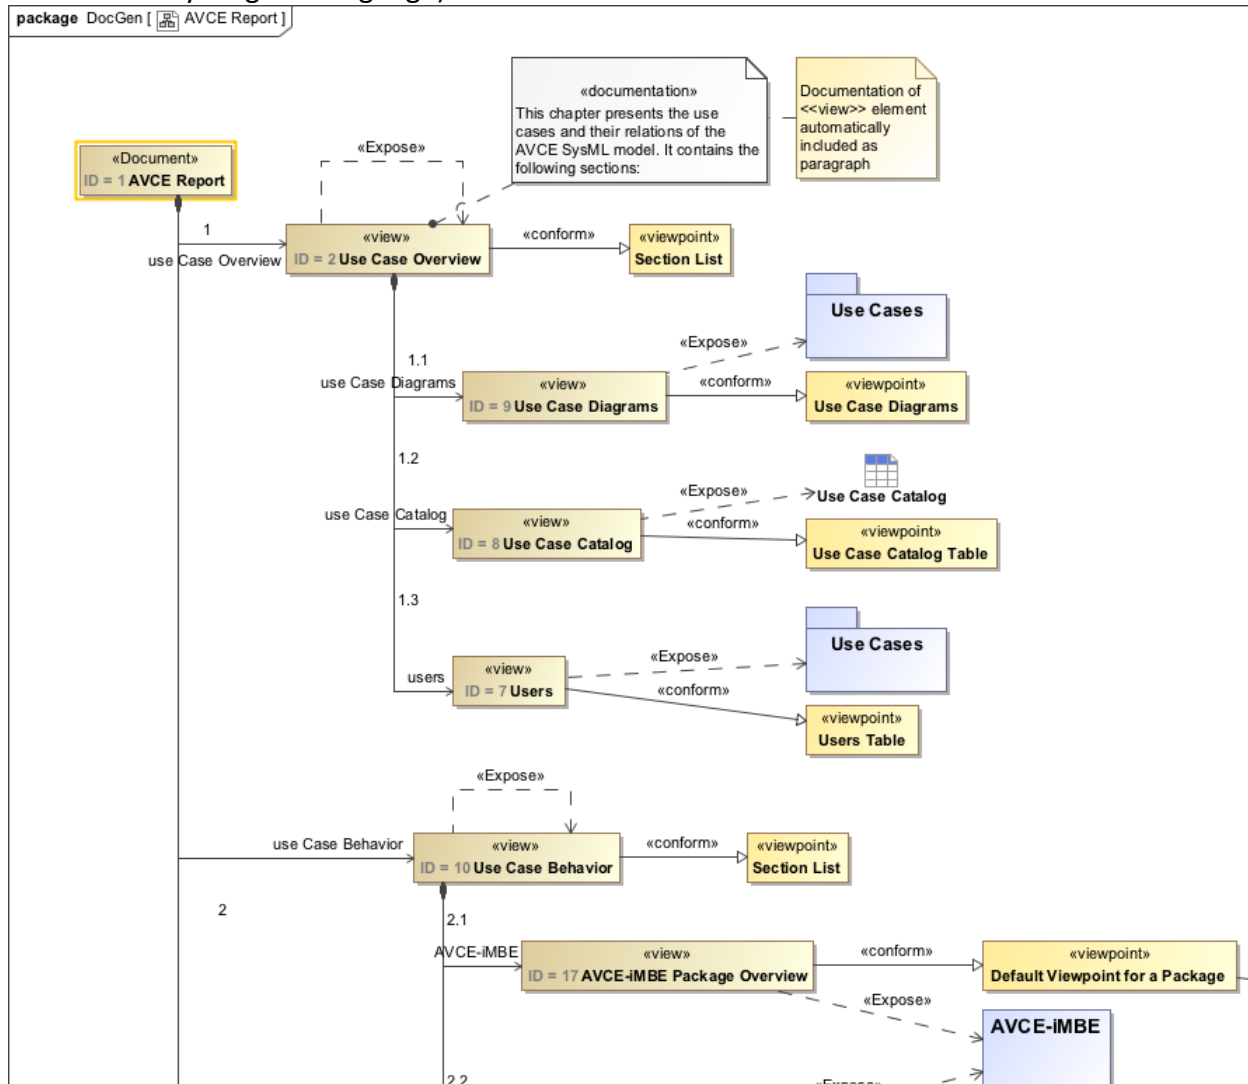 package DocGen [ AVCE Report ]
«documentation»
This chapter presents the use
cases and their relations of the
AVCE SysML model. It contains the
following sections:
Documentation of
<<view>> element
automatically
included as
paragraph
«Document»
ID = 1 AVCE Report
«Expose»
1
use Case Overview
«view»
ID = 2 Use Case Overview
«conform»
«viewpoint»
Section List
Use Cases
1.1
use Case Diagrams
«Expose»
«view»
ID = 9 Use Case Diagrams
«conform»
«viewpoint»
Use Case Diagrams
1.2
use Case Catalog
«Expose»
Use Case Catalog
«view»
ID = 8 Use Case Catalog
«conform»
«viewpoint»
Use Case Catalog Table
1.3
users
«view»
ID = 7 Users
«Expose»
Use Cases
«conform»
«viewpoint»
Users Table
«Expose»
use Case Behavior
«view»
ID = 10 Use Case Behavior
«conform»
«viewpoint»
Section List
2
2.1
AVCE-iMBE
«view»
ID = 17 AVCE-iMBE Package Overview
«conform»
«viewpoint»
Default Viewpoint for a Package
«Expose»
AVCE-iMBE
2.2
«Expose»